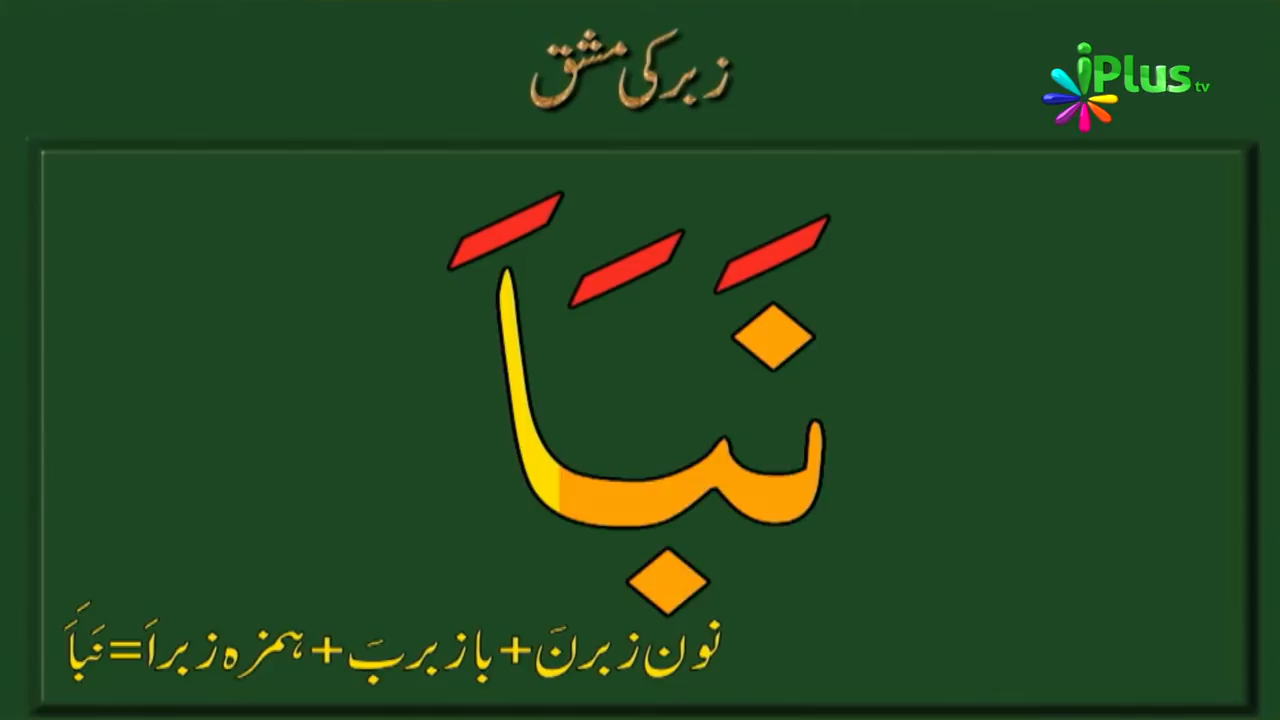 زبر کی مشق
iPlus tv
نَبَاَ
نون زبر نَ + با زبر بَ + ہمزہ زبر اَ = نَبَاَ